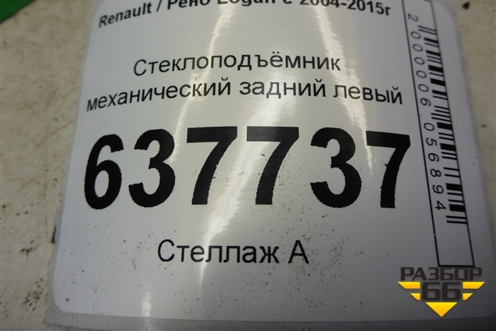 Renault / Рено Logan с 2004-2015г
Стеклоподъёмник
механический задний левый
637737
Стеллаж А
2000006056894
РАЗБОР
66